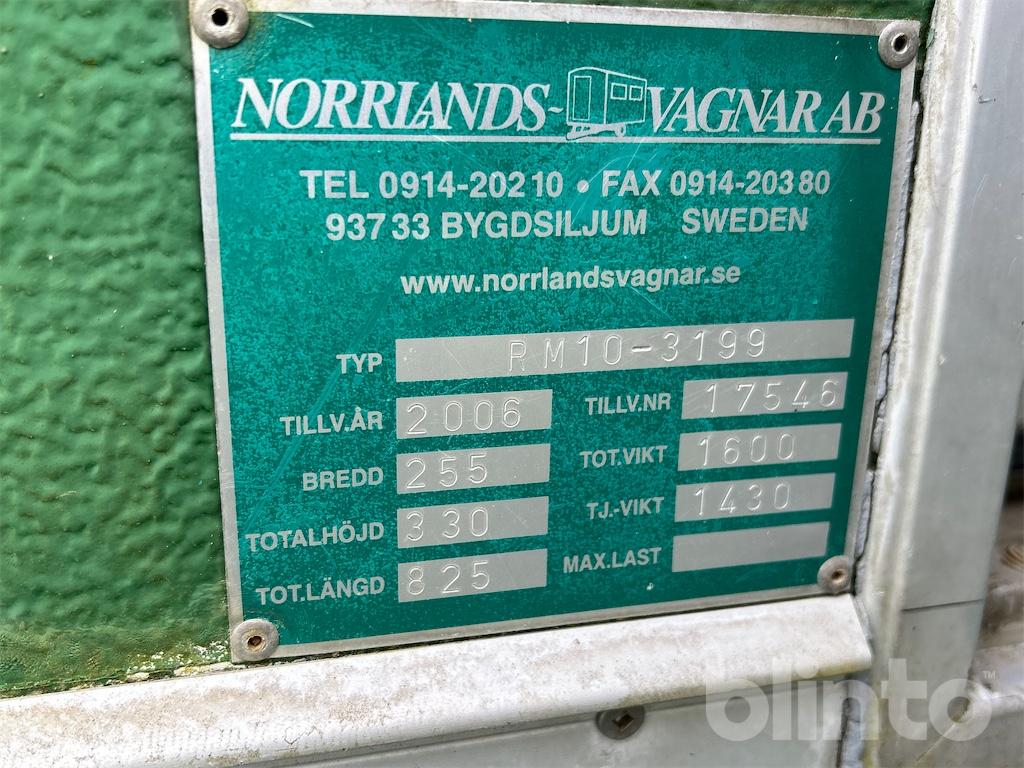 NORRLANDS- VAGNAR AB
TEL 0914-202 10 • FAX 0914-203 80
937 33 BYGDSILJUM SWEDEN
www.norrlandsvagnar.se
TYP RM10-3199
TILLV.ÅR 2006 TILLV.NR 17546
BREDD 255 TOT.VIKT 1600
TOTALHÖJD 330 TJ.-VIKT 1430
TOT.LÄNGD 825 MAX.LAST
blinto™